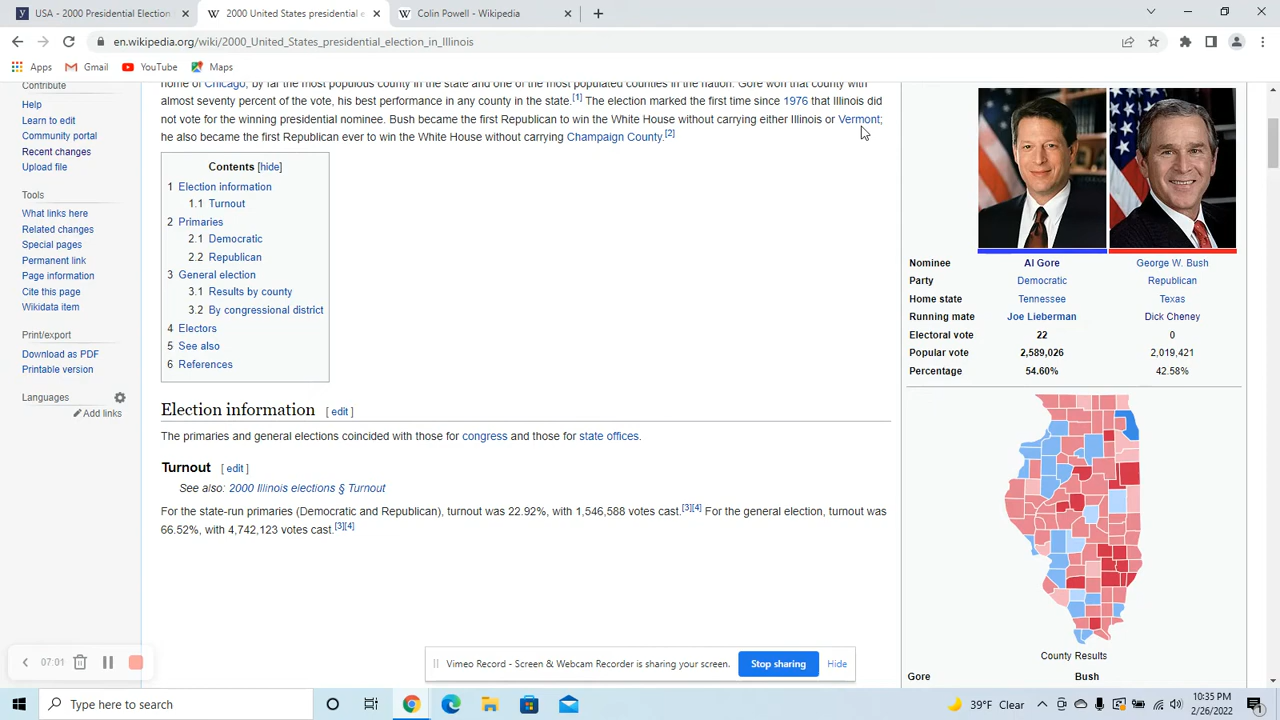 USA - 2000 Presidential Election
2000 United States presidential e
Colin Powell - Wikipedia
en.wikipedia.org/wiki/2000_United_States_presidential_election_in_Illinois
Apps
Gmail
YouTube
Maps
Contribute
Help
Learn to edit
Community portal
Recent changes
Upload file
Tools
What links here
Related changes
Special pages
Permanent link
Page information
Cite this page
Wikidata item
Print/export
Download as PDF
Printable version
Languages
Add links
home of Chicago, by far the most populous county in the state and one of the most populated counties in the nation. Gore won that county with
almost seventy percent of the vote, his best performance in any county in the state.[1] The election marked the first time since 1976 that Illinois did
not vote for the winning presidential nominee. Bush became the first Republican to win the White House without carrying either Illinois or Vermont;
he also became the first Republican ever to win the White House without carrying Champaign County.[2]
Contents [hide]
1 Election information
1.1 Turnout
2 Primaries
2.1 Democratic
2.2 Republican
3 General election
3.1 Results by county
3.2 By congressional district
4 Electors
5 See also
6 References
Election information [ edit ]
The primaries and general elections coincided with those for congress and those for state offices.
Turnout [ edit ]
See also: 2000 Illinois elections § Turnout
For the state-run primaries (Democratic and Republican), turnout was 22.92%, with 1,546,588 votes cast.[3][4] For the general election, turnout was
66.52%, with 4,742,123 votes cast.[3][4]
Nominee Al Gore George W. Bush
Party Democratic Republican
Home state Tennessee Texas
Running mate Joe Lieberman Dick Cheney
Electoral vote 22 0
Popular vote 2,589,026 2,019,421
Percentage 54.60% 42.58%
County Results
Gore Bush
07:01
Vimeo Record - Screen & Webcam Recorder is sharing your screen.
Stop sharing
Hide
Type here to search
39°F Clear
10:35 PM
2/26/2022
1